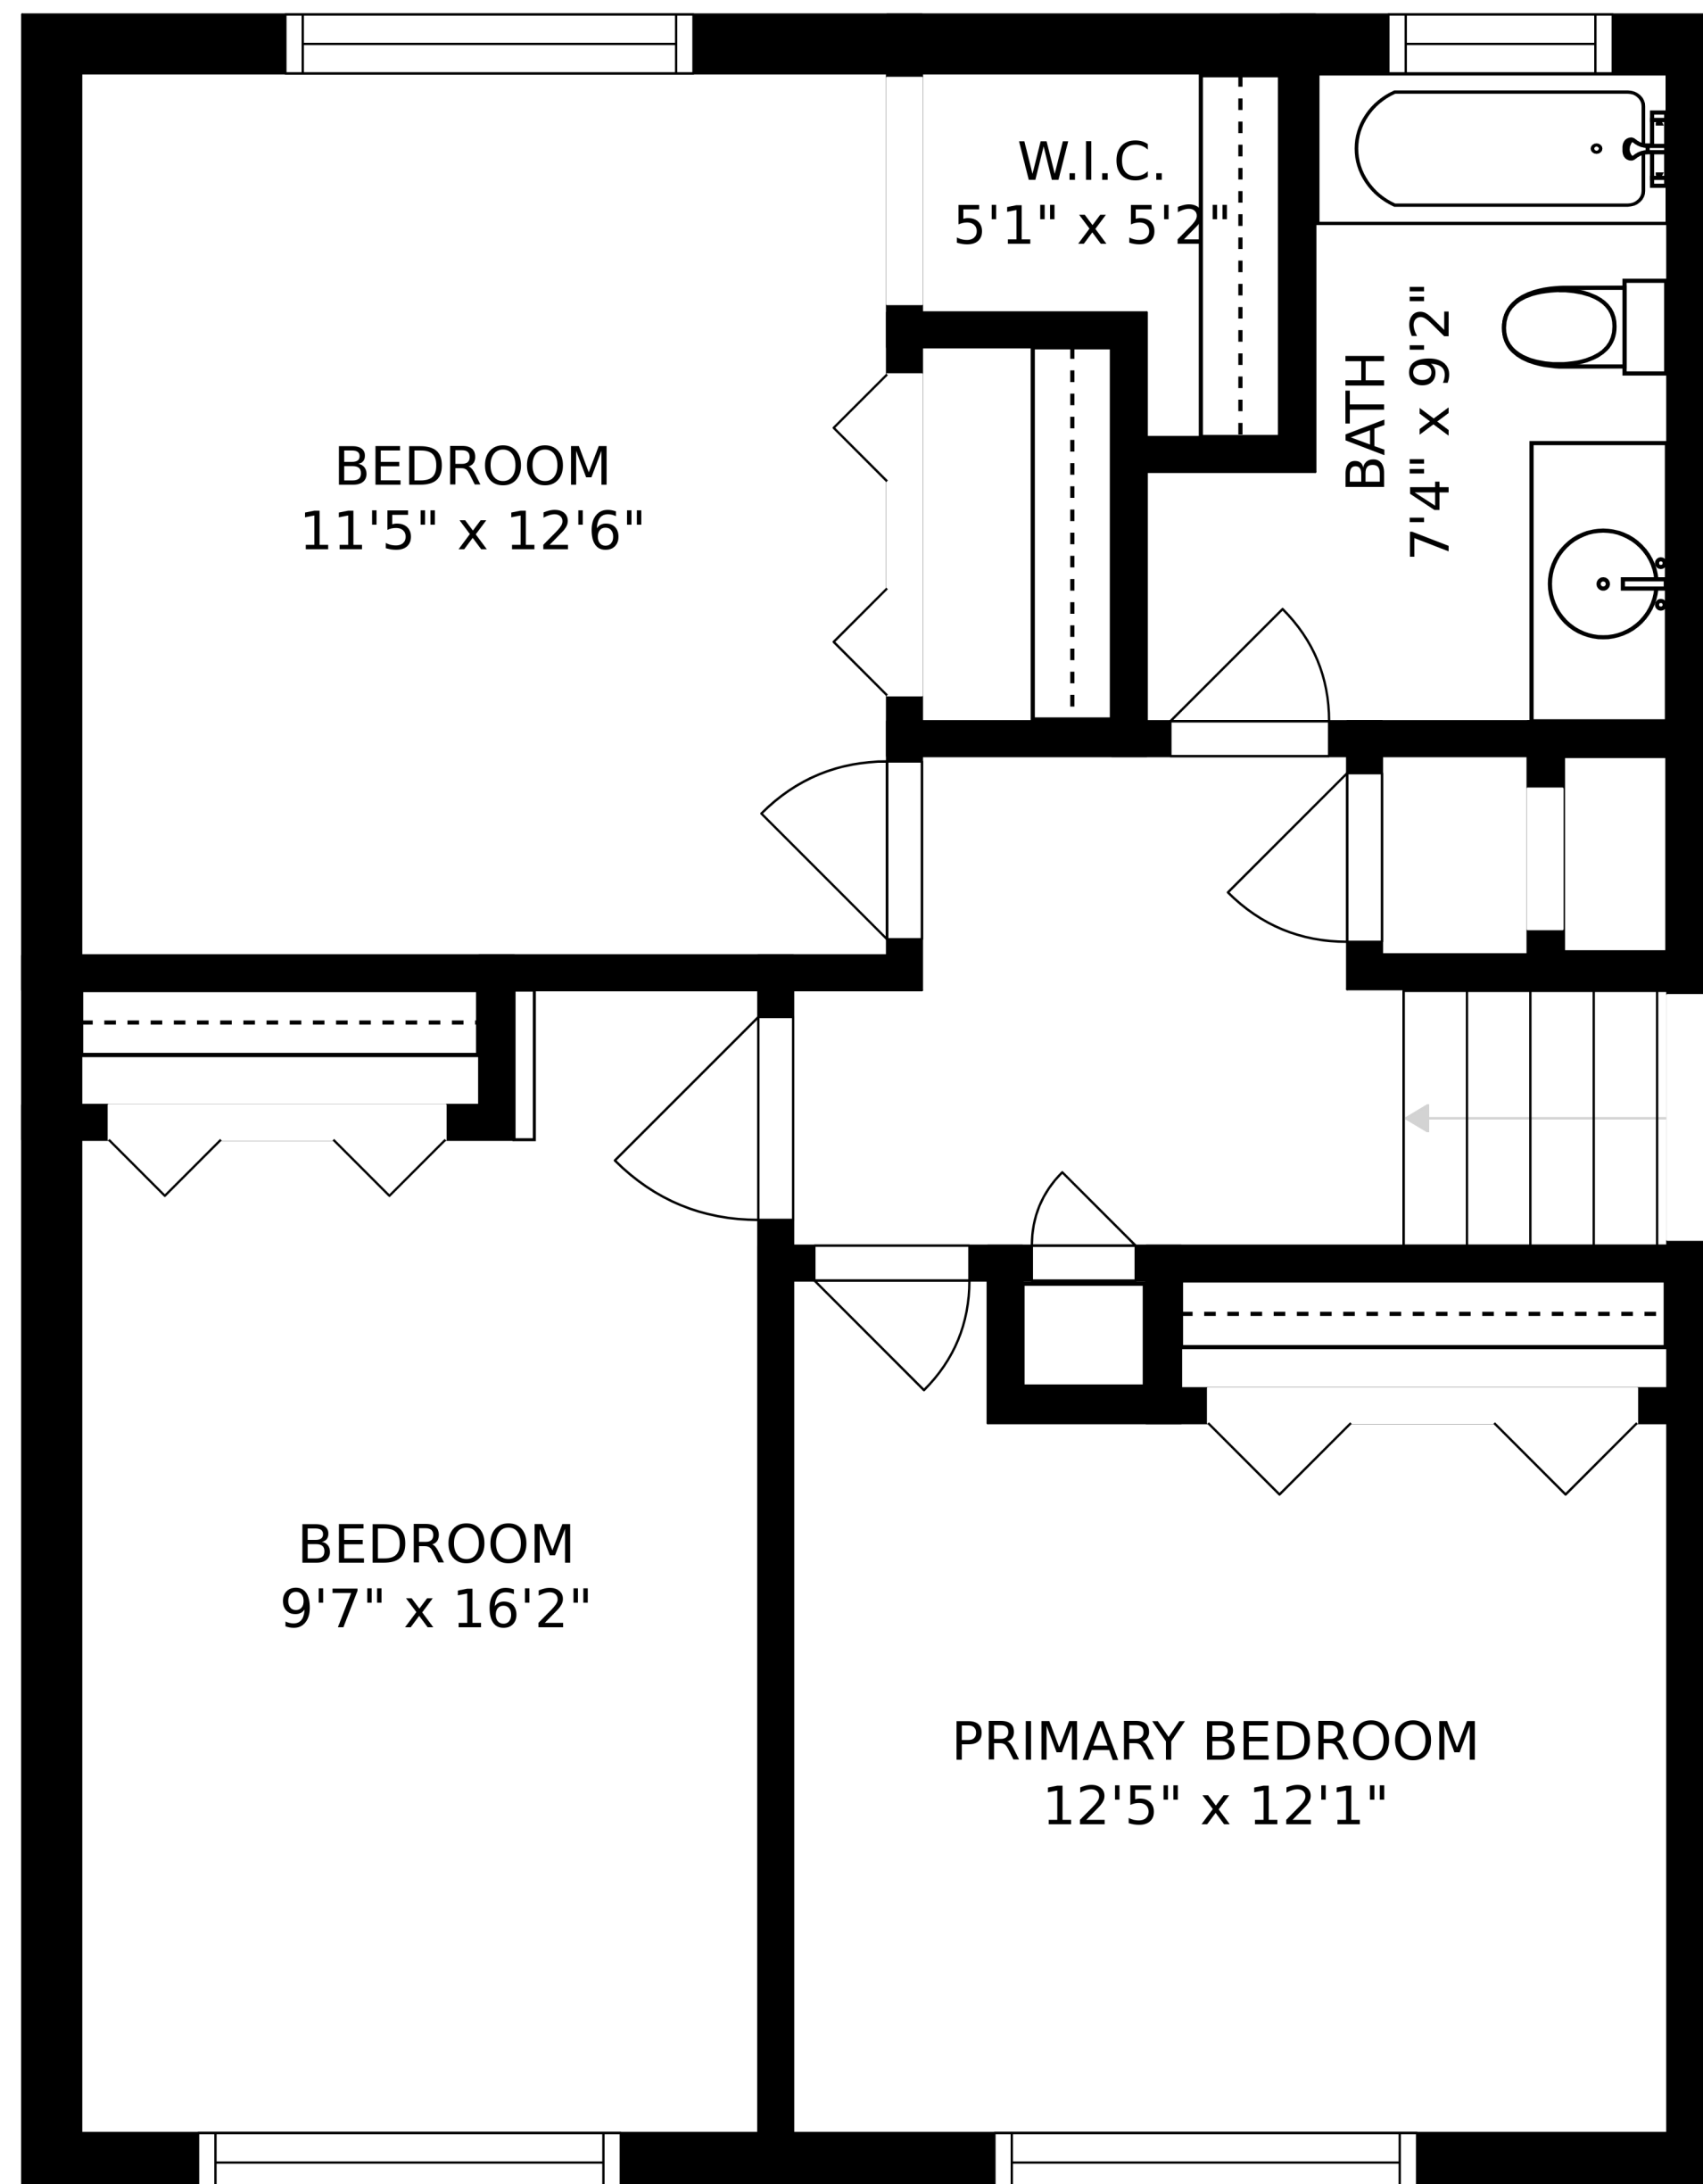 W.I.C.
5'1" x 5'2"
BATH
7'4" x 9'2"
BEDROOM
11'5" x 12'6"
BEDROOM
9'7" x 16'2"
PRIMARY BEDROOM
12'5" x 12'1"